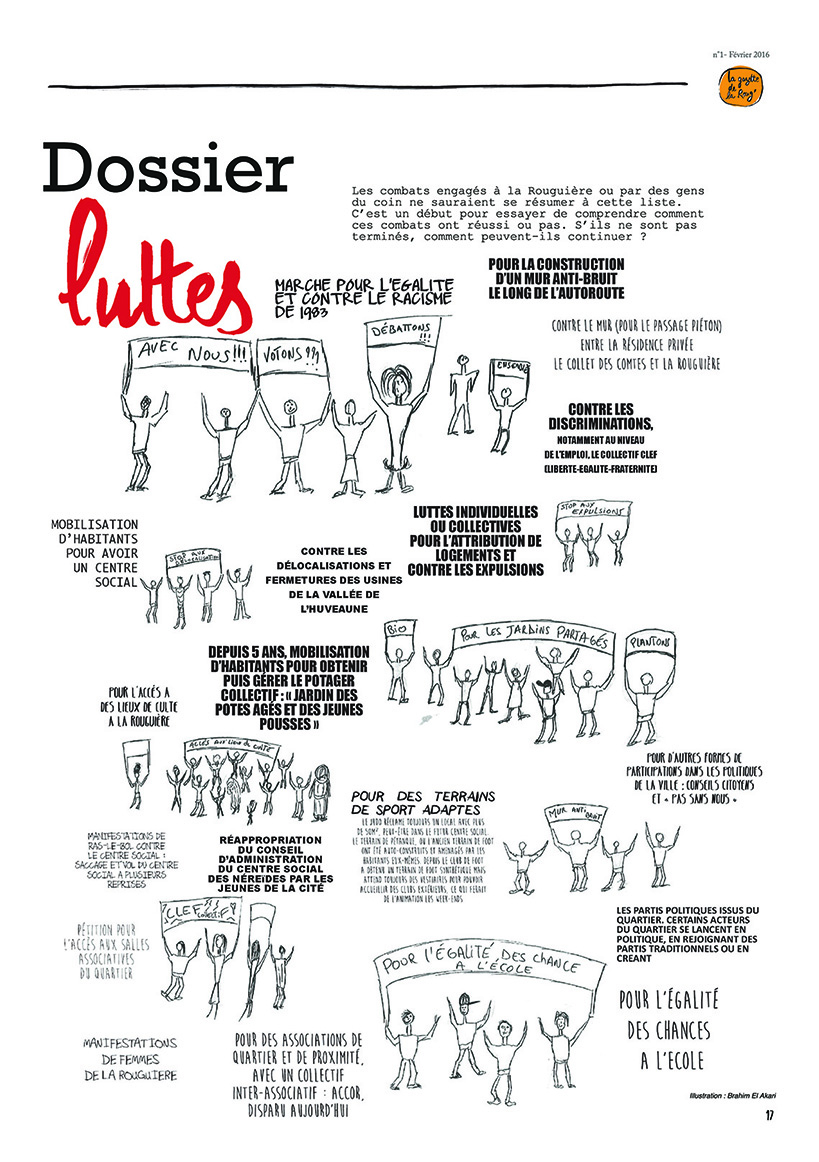 n°1- Février 2016
la gazette
de
la Roug'
Dossier
luttes
Les combats engagés à la Rouguière ou par des gens
du coin ne sauraient se résumer à cette liste.
C'est un début pour essayer de comprendre comment
ces combats ont réussi ou pas. S'ils ne sont pas
terminés, comment peuvent-ils continuer ?
MARCHE POUR L'EGALITE
ET CONTRE LE RACISME
DE 1983
POUR LA CONSTRUCTION
D'UN MUR ANTI-BRUIT
LE LONG DE L'AUTOROUTE
AVEC NOUS!!!
VOTONS !!!
DÉBATTONS
!!!
ENSEMBLE
CONTRE LE MUR (POUR LE PASSAGE PIÉTON)
ENTRE LA RÉSIDENCE PRIVÉE
LE COLLET DES COMTES ET LA ROUGUIÈRE
CONTRE LES
DISCRIMINATIONS,
NOTAMMENT AU NIVEAU
DE L'EMPLOI, LE COLLECTIF CLEF
(LIBERTE-EGALITE-FRATERNITE)
MOBILISATION
D'HABITANTS
POUR AVOIR
UN CENTRE
SOCIAL
STOP AUX
DÉLOCALISATION
CONTRE LES
DÉLOCALISATIONS ET
FERMETURES DES USINES
DE LA VALLÉE DE
L'HUVEAUNE
LUTTES INDIVIDUELLES
OU COLLECTIVES
POUR L'ATTRIBUTION DE
LOGEMENTS ET
CONTRE LES EXPULSIONS
STOP AUX
EXPULSIONS
BIO
POUR LES JARDINS PARTAGÉS
PLANTONS
DEPUIS 5 ANS, MOBILISATION
D'HABITANTS POUR OBTENIR
PUIS GÉRER LE POTAGER
COLLECTIF : « JARDIN DES
POTES AGÉS ET DES JEUNES
POUSSES »
POUR L'ACCÉS A
DES LIEUX DE CULTE
A LA ROUGUIÈRE
ACCÈS AUX LIEUX DE CULTE
POUR D'AUTRES FORMES DE
PARTICIPATIONS DANS LES POLITIQUES
DE LA VILLE : CONSEILS CITOYENS
ET « PAS SANS NOUS »
MANIFESTATIONS DE
RAS-LE-BOL CONTRE
LE CENTRE SOCIAL :
SACCAGE ET VOL DU CENTRE
SOCIAL A PLUSIEURS
REPRISES
RÉAPPROPRIATION
DU CONSEIL
D'ADMINISTRATION
DU CENTRE SOCIAL
DES NÉREÏDES PAR LES
JEUNES DE LA CITÉ
POUR DES TERRAINS
DE SPORT ADAPTES
LE JUDO RÉCLAME TOUJOURS UN LOCAL AVEC PLUS
DE 50M², PEUT-ÊTRE DANS LE FUTUR CENTRE SOCIAL.
LE TERRAIN DE PÉTANQUE, OU L'ANCIEN TERRAIN DE FOOT
ONT ÉTÉ AUTO-CONSTRUITS ET AMÉNAGÉS PAR LES
HABITANTS EUX-MÊMES. DEPUIS LE CLUB DE FOOT
A OBTENU UN TERRAIN DE FOOT SYNTHÉTIQUE MAIS
ATTEND TOUJOURS DES VESTIAIRES POUR POUVOIR
ACCUEILLIR DES CLUBS EXTÉRIEURS, CE QUI FERAIT
DE L'ANIMATION LES WEEK-ENDS
MUR ANTI
BRUIT
PÉTITION POUR
L'ACCÈS AUX SALLES
ASSOCIATIVES
DU QUARTIER
CLEF
COLLECTIF
LES PARTIS POLITIQUES ISSUS DU
QUARTIER. CERTAINS ACTEURS
DU QUARTIER SE LANCENT EN
POLITIQUE, EN REJOIGNANT DES
PARTIS TRADITIONNELS OU EN
CREANT
POUR L'ÉGALITÉ DES CHANCE
A L'ÉCOLE
POUR L'ÉGALITÉ
DES CHANCES
A L'ECOLE
MANIFESTATIONS
DE FEMMES
DE LA ROUGUIERE
POUR DES ASSOCIATIONS DE
QUARTIER ET DE PROXIMITÉ,
AVEC UN COLLECTIF
INTER-ASSOCIATIF : ACCOR,
DISPARU AUJOURD'HUI
Illustration : Brahim El Akari
17